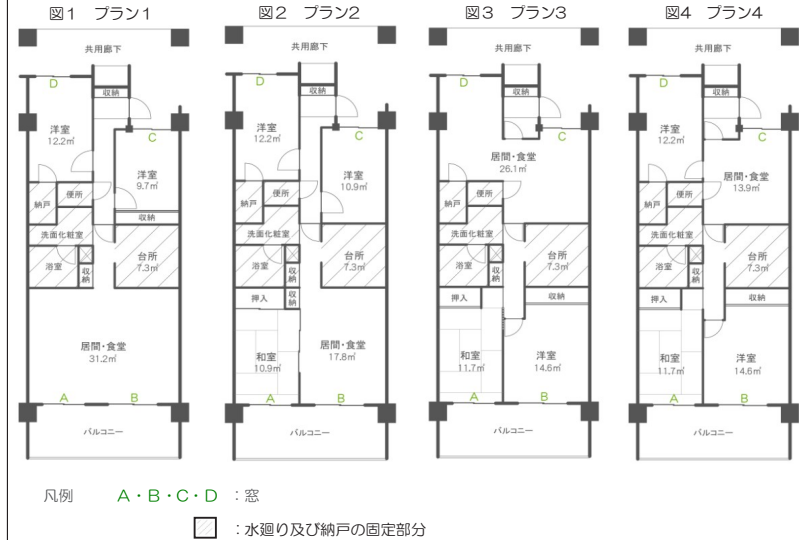 図1 プラン1
共用廊下
D
収納
洋室
12.2㎡
C
洋室
9.7㎡
納戸
便所
収納
洗面化粧室
台所
7.3㎡
浴室
収納
居間・食堂
31.2㎡
A
B
バルコニー
図2 プラン2
共用廊下
D
収納
洋室
12.2㎡
C
洋室
10.9㎡
納戸
便所
洗面化粧室
台所
7.3㎡
浴室
収納
押入
収納
和室
10.9㎡
居間・食堂
17.8㎡
A
B
バルコニー
図3 プラン3
共用廊下
D
収納
C
居間・食堂
26.1㎡
納戸
便所
洗面化粧室
台所
7.3㎡
浴室
収納
押入
収納
和室
11.7㎡
洋室
14.6㎡
A
B
バルコニー
図4 プラン4
共用廊下
D
収納
洋室
12.2㎡
C
居間・食堂
13.9㎡
納戸
便所
洗面化粧室
台所
7.3㎡
浴室
収納
押入
収納
和室
11.7㎡
洋室
14.6㎡
A
B
バルコニー
凡例 A・B・C・D :窓
:水廻り及び納戸の固定部分